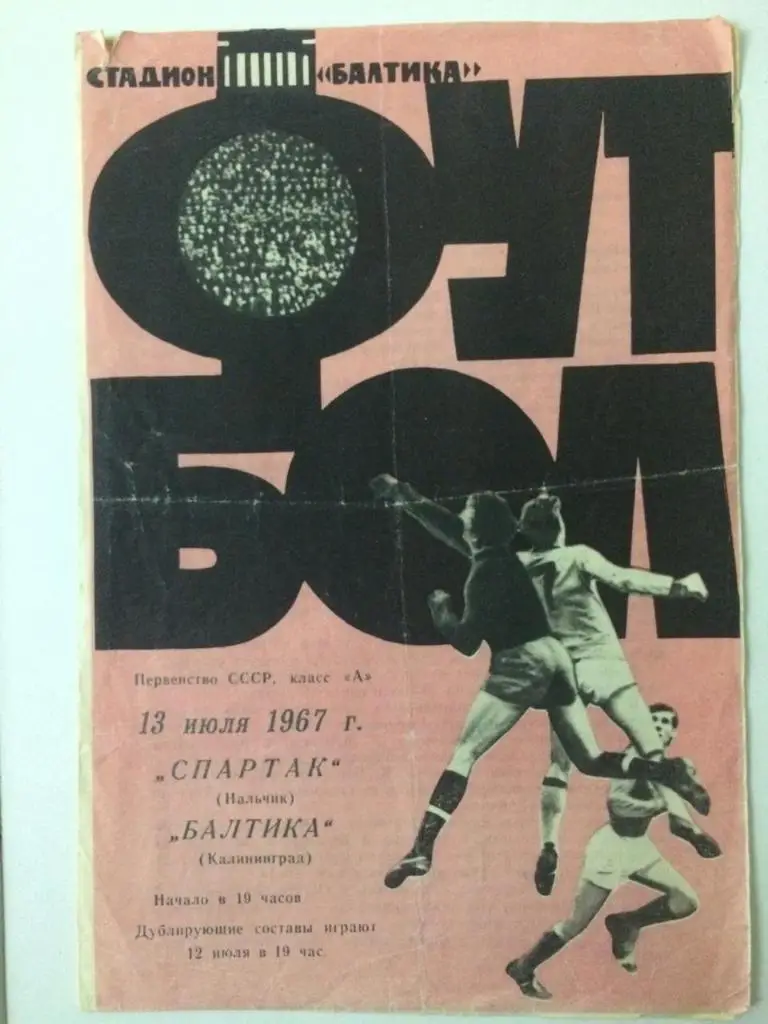 СТАДИОН «БАЛТИКА»
ФУТ
БОЛ
Первенство СССР, класс «А»
13 июля 1967 г.
„СПАРТАК“
(Нальчик)
„БАЛТИКА“
(Калининград)
Начало в 19 часов
Дублирующие составы играют
12 июля в 19 час.